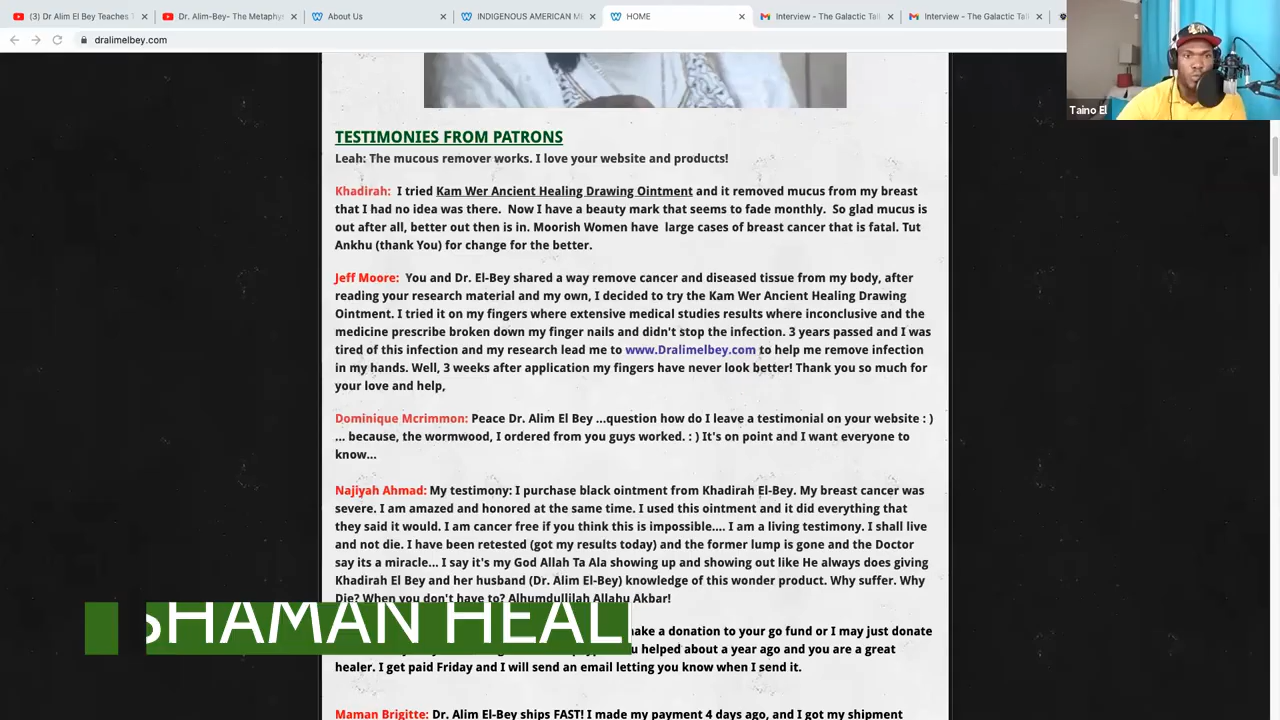 (3) Dr Alim El Bey Teaches T
Dr. Alim-Bey- The Metaphys
About Us
INDIGENOUS AMERICAN M
HOME
Interview - The Galactic Tal
Interview - The Galactic Tal
dralimelbey.com
Taino El
TESTIMONIES FROM PATRONS
Leah: The mucous remover works. I love your website and products!
Khadirah: I tried Kam Wer Ancient Healing Drawing Ointment and it removed mucus from my breast
that I had no idea was there. Now I have a beauty mark that seems to fade monthly. So glad mucus is
out after all, better out then is in. Moorish Women have large cases of breast cancer that is fatal. Tut
Ankhu (thank You) for change for the better.
Jeff Moore: You and Dr. El-Bey shared a way remove cancer and diseased tissue from my body, after
reading your research material and my own, I decided to try the Kam Wer Ancient Healing Drawing
Ointment. I tried it on my fingers where extensive medical studies results where inconclusive and the
medicine prescribe broken down my finger nails and didn't stop the infection. 3 years passed and I was
tired of this infection and my research lead me to www.Dralimelbey.com to help me remove infection
in my hands. Well, 3 weeks after application my fingers have never look better! Thank you so much for
your love and help,
Dominique Mcrimmon: Peace Dr. Alim El Bey ...question how do I leave a testimonial on your website : )
... because, the wormwood, I ordered from you guys worked. : ) It's on point and I want everyone to
know...
Najiyah Ahmad: My testimony: I purchase black ointment from Khadirah El-Bey. My breast cancer was
severe. I am amazed and honored at the same time. I used this ointment and it did everything that
they said it would. I am cancer free if you think this is impossible.... I am a living testimony. I shall live
and not die. I have been retested (got my results today) and the former lump is gone and the Doctor
say its a miracle... I say it's my God Allah Ta Ala showing up and showing out like He always does giving
Khadirah El Bey and her husband (Dr. Alim El-Bey) knowledge of this wonder product. Why suffer. Why
Die? When you don't have to? Alhumdullilah Allahu Akbar!
SHAMAN HEAL
make a donation to your go fund or I may just donate
helped about a year ago and you are a great
healer. I get paid Friday and I will send an email letting you know when I send it.
Maman Brigitte: Dr. Alim El-Bey ships FAST! I made my payment 4 days ago, and I got my shipment